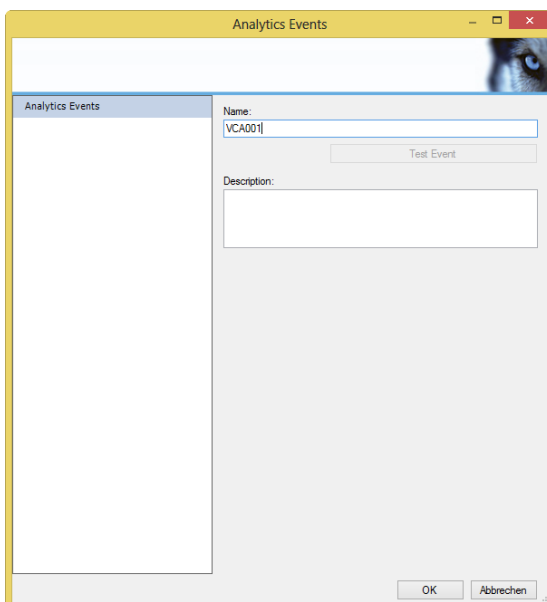 Analytics Events
Analytics Events
Name:
VCA001
Test Event
Description:
OK
Abbrechen